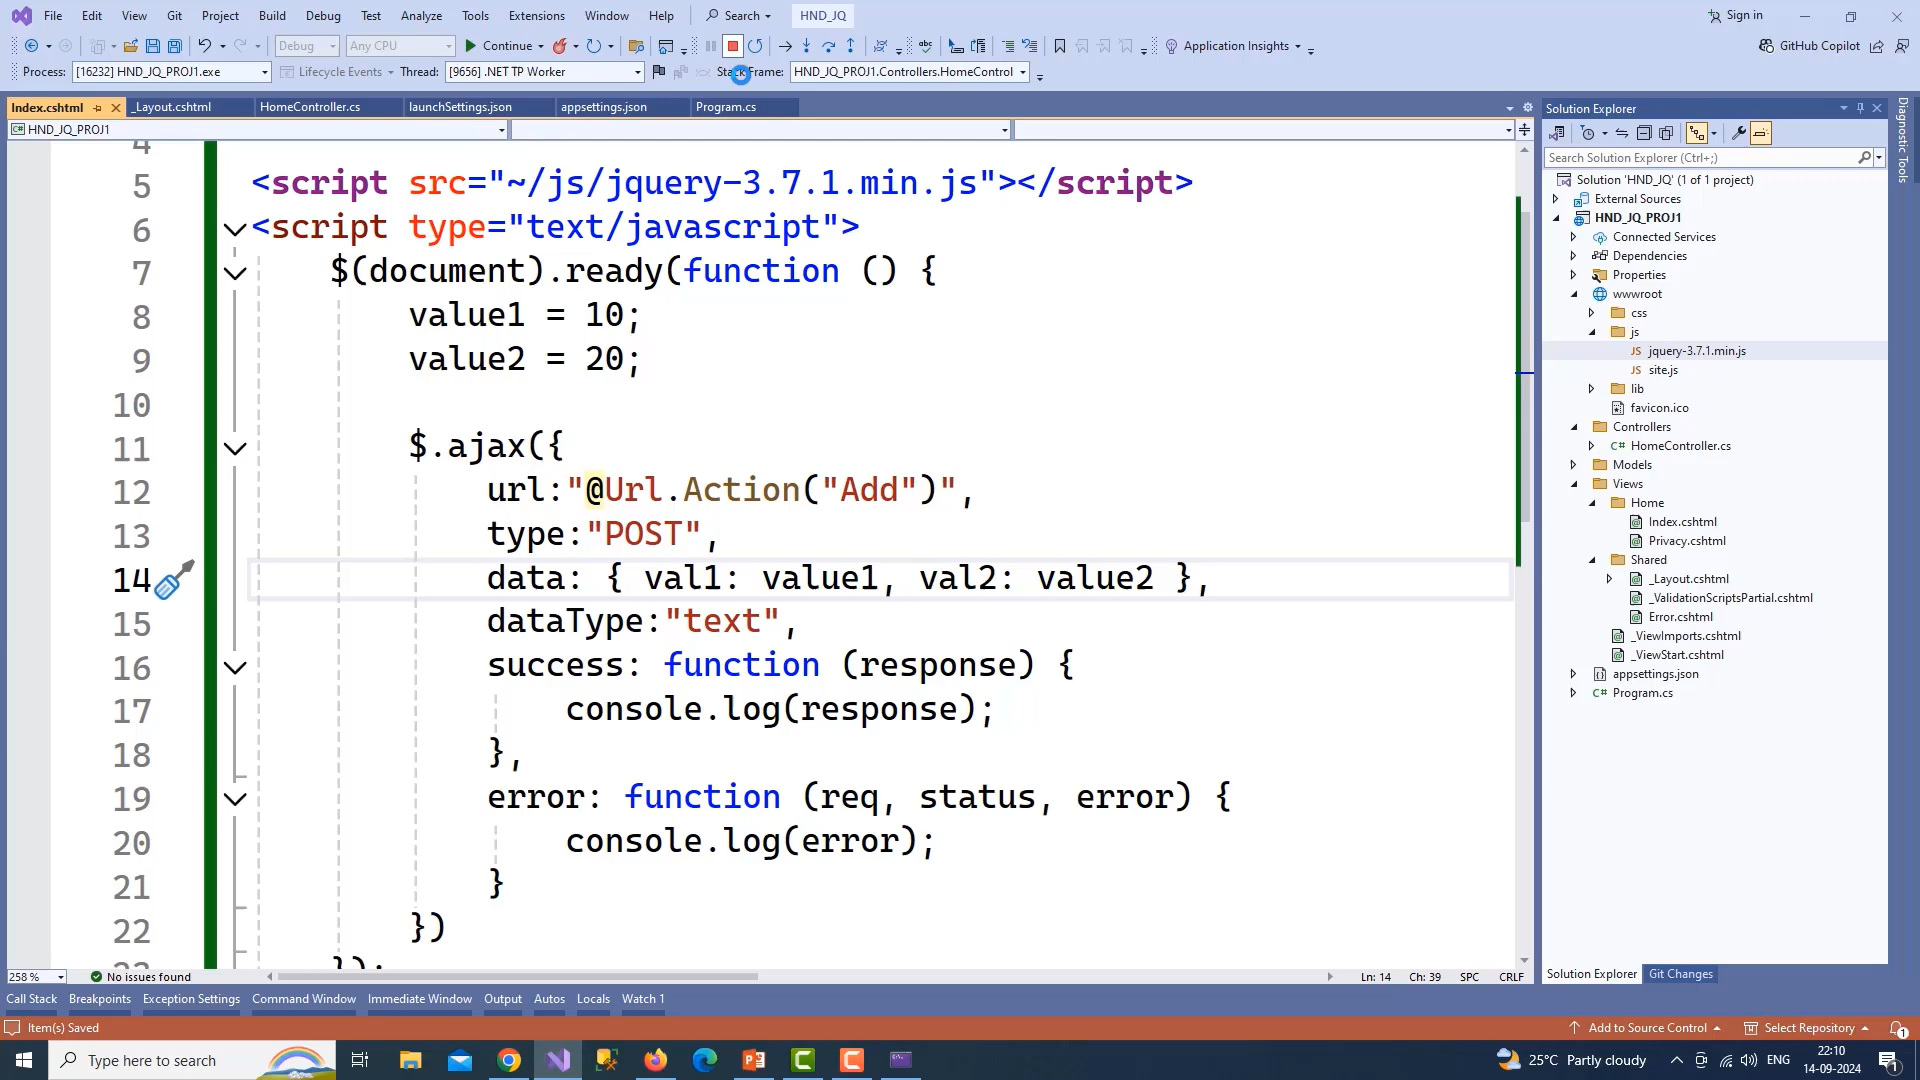 File Edit View Git Project Build Debug Test Analyze Tools Extensions Window Help Search HND_JQ Sign in
Debug Any CPU Continue Application Insights GitHub Copilot
Process: [16232] HND_JQ_PROJ1.exe Lifecycle Events Thread: [9656] .NET TP Worker Stack Frame: HND_JQ_PROJ1.Controllers.HomeControl
Index.cshtml _Layout.cshtml HomeController.cs launchSettings.json appsettings.json Program.cs
HND_JQ_PROJ1
4
5 <script src="~/js/jquery-3.7.1.min.js"></script>
6 <script type="text/javascript">
7 $(document).ready(function () {
8 value1 = 10;
9 value2 = 20;
10
11 $.ajax({
12 url:"@Url.Action("Add")",
13 type:"POST",
14 data: { val1: value1, val2: value2 },
15 dataType:"text",
16 success: function (response) {
17 console.log(response);
18 },
19 error: function (req, status, error) {
20 console.log(error);
21 }
22 })
23 });
258 % No issues found Ln: 14 Ch: 39 SPC CRLF
Solution Explorer
Search Solution Explorer (Ctrl+;)
Solution 'HND_JQ' (1 of 1 project)
External Sources
HND_JQ_PROJ1
Connected Services
Dependencies
Properties
wwwroot
css
js
JS jquery-3.7.1.min.js
JS site.js
lib
favicon.ico
Controllers
C# HomeController.cs
Models
Views
Home
Index.cshtml
Privacy.cshtml
Shared
_Layout.cshtml
_ValidationScriptsPartial.cshtml
Error.cshtml
_ViewImports.cshtml
_ViewStart.cshtml
appsettings.json
C# Program.cs
Solution Explorer Git Changes
Diagnostic Tools
Call Stack Breakpoints Exception Settings Command Window Immediate Window Output Autos Locals Watch 1
Item(s) Saved Add to Source Control Select Repository 1
Type here to search 25°C Partly cloudy ENG 22:10
14-09-2024 1